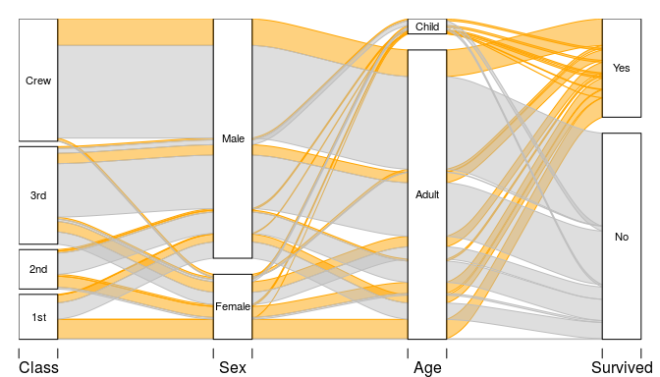 Child
Crew
Yes
Male
3rd
Adult
No
2nd
Female
1st
Class Sex Age Survived